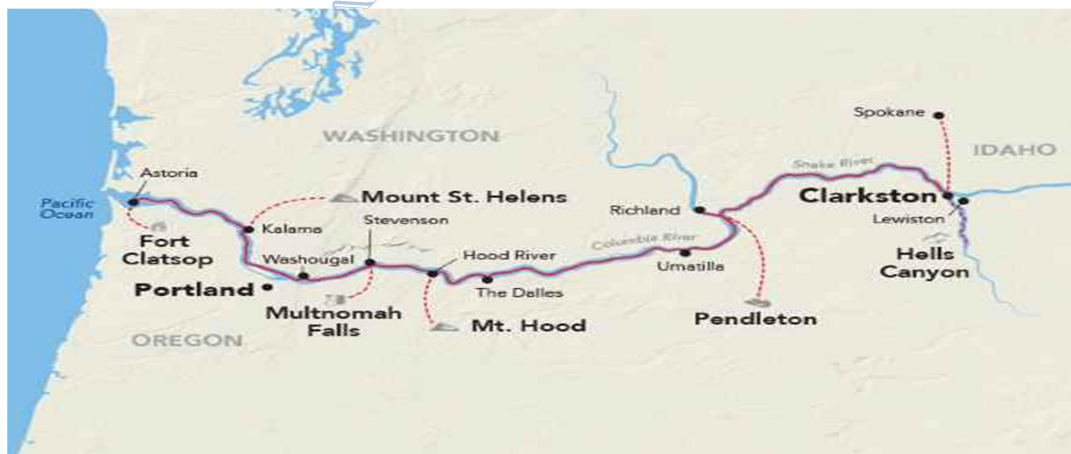 Spokane
WASHINGTON
IDAHO
Snake River
Astoria
Pacific
Ocean
Mount St. Helens
Clarkston
Lewiston
Richland
Stevenson
Kalama
Fort
Clatsop
Columbia River
Hells
Canyon
Washougal
Hood River
Umatilla
Portland
The Dalles
Multnomah
Falls
Mt. Hood
Pendleton
OREGON